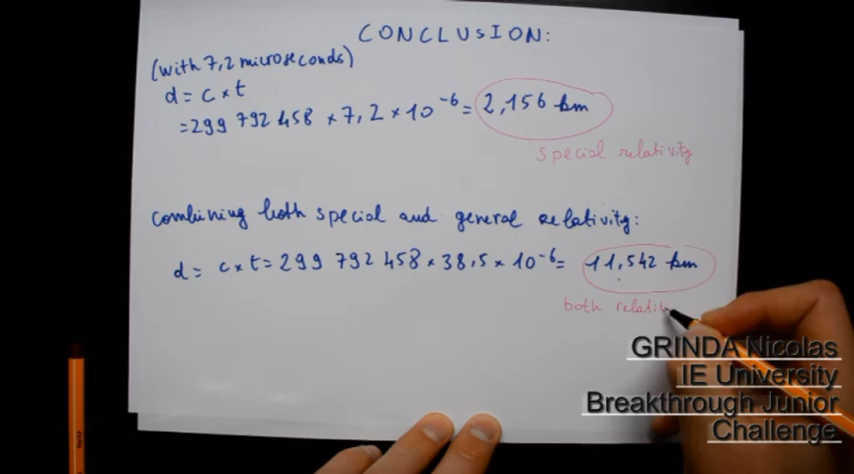 CONCLUSION:
(with 7,2 microseconds)
d = c × t
= 299 792 458 × 7,2 × 10⁻⁶ = 2,156 km
special relativity
combining both special and general relativity:
d = c × t = 299 792 458 × 38,5 × 10⁻⁶ = 11,542 km
both relati
GRINDA Nicolas
IE University
Breakthrough Junior
Challenge